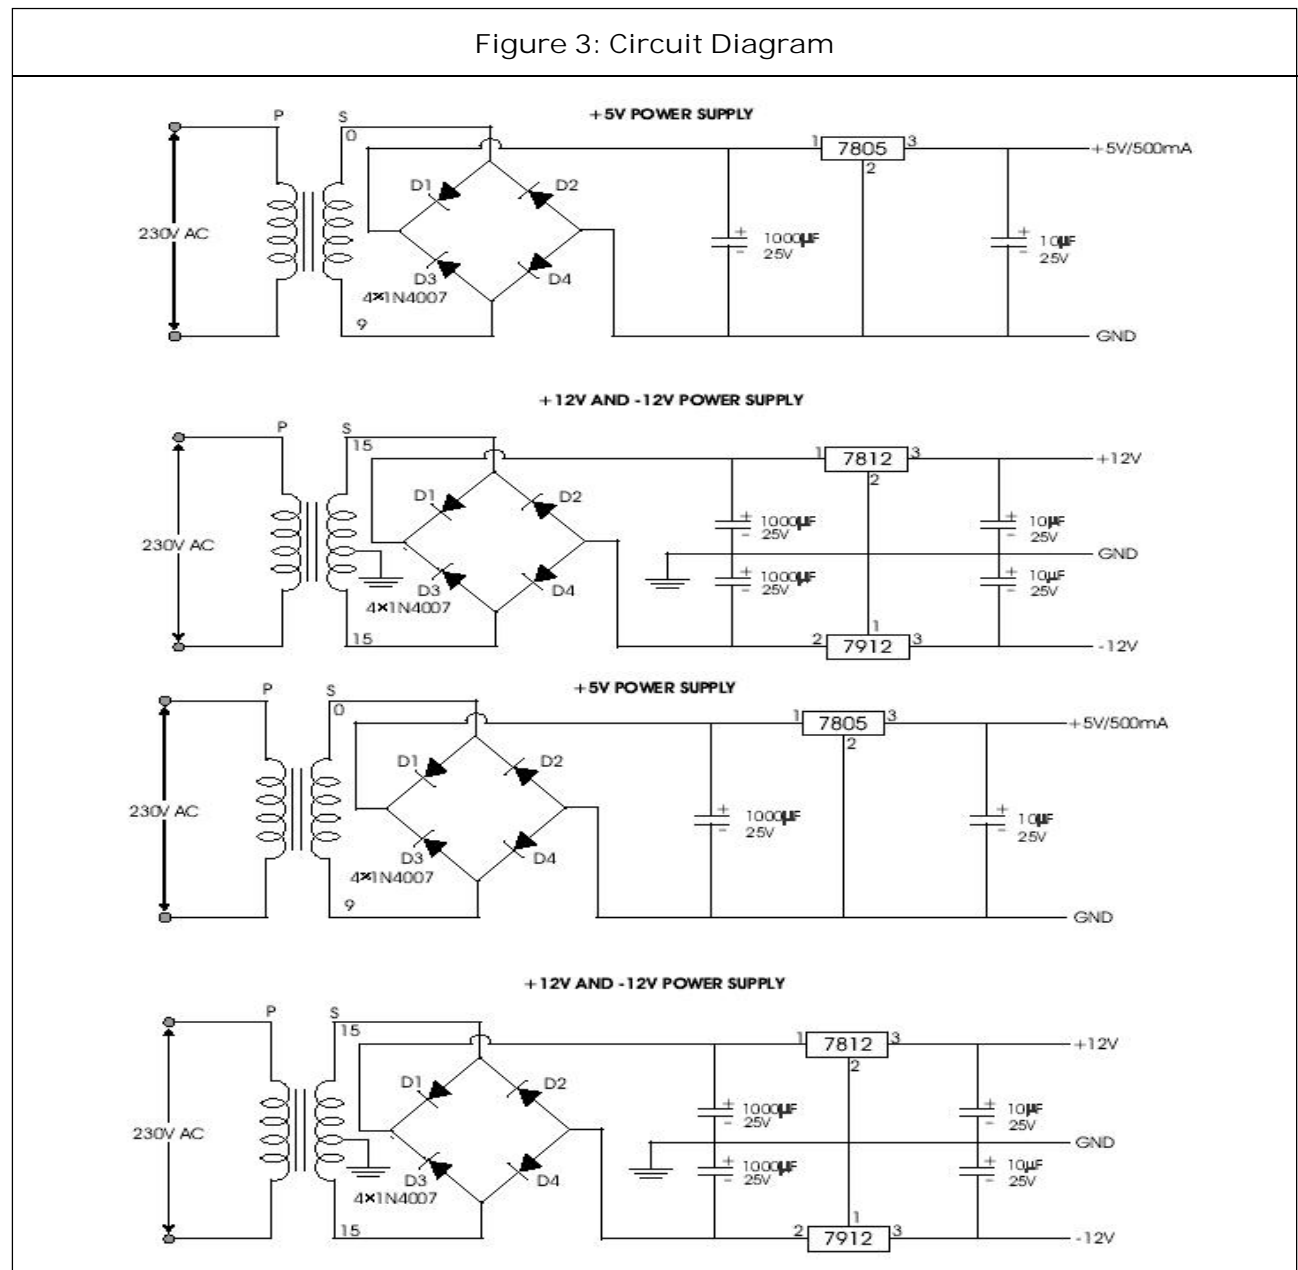 Figure 3: Circuit Diagram
+5V POWER SUPPLY
P S
0
1 7805 3 +5V/500mA
2
D1 D2
230V AC
1000µF
25V
10µF
25V
D3 D4
4×1N4007
9
GND
+12V AND -12V POWER SUPPLY
P S
15
1 7812 3 +12V
2
D1 D2
230V AC
1000µF
25V
10µF
25V
GND
1000µF
25V
10µF
25V
D3 D4
4×1N4007
15
1
2 7912 3 -12V
+5V POWER SUPPLY
P S
0
1 7805 3 +5V/500mA
2
D1 D2
230V AC
1000µF
25V
10µF
25V
D3 D4
4×1N4007
9
GND
+12V AND -12V POWER SUPPLY
P S
15
1 7812 3 +12V
2
D1 D2
230V AC
1000µF
25V
10µF
25V
GND
1000µF
25V
10µF
25V
D3 D4
4×1N4007
15
1
2 7912 3 -12V